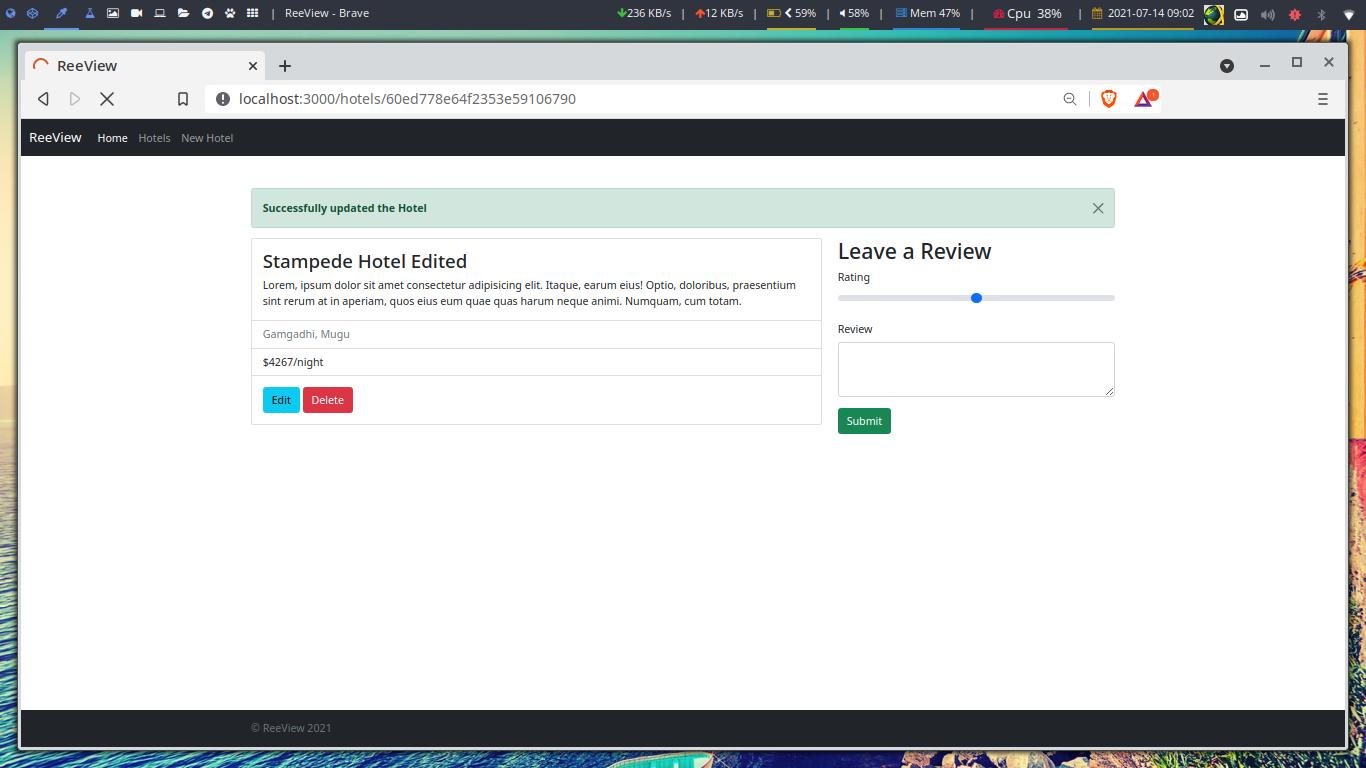 ReeView - Brave
236 KB/s | 12 KB/s | 59% | 58% | Mem 47% | Cpu 38% | 2021-07-14 09:02
ReeView
localhost:3000/hotels/60ed778e64f2353e59106790
1
ReeView Home Hotels New Hotel
Successfully updated the Hotel
Stampede Hotel Edited
Lorem, ipsum dolor sit amet consectetur adipisicing elit. Itaque, earum eius! Optio, doloribus, praesentium
sint rerum at in aperiam, quos eius eum quae quas harum neque animi. Numquam, cum totam.
Gamgadhi, Mugu
$4267/night
Edit Delete
Leave a Review
Rating
Review
Submit
© ReeView 2021